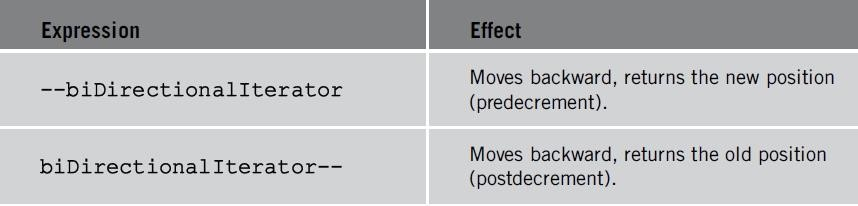 Expression
Effect
--biDirectionalIterator
Moves backward, returns the new position
(predecrement).
biDirectionalIterator--
Moves backward, returns the old position
(postdecrement).